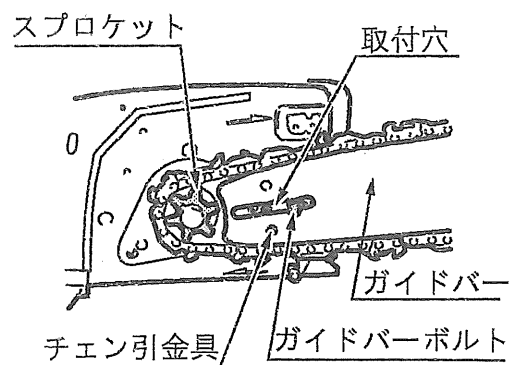 スプロケット
取付穴
ガイドバー
チェン引金具
ガイドバーボルト